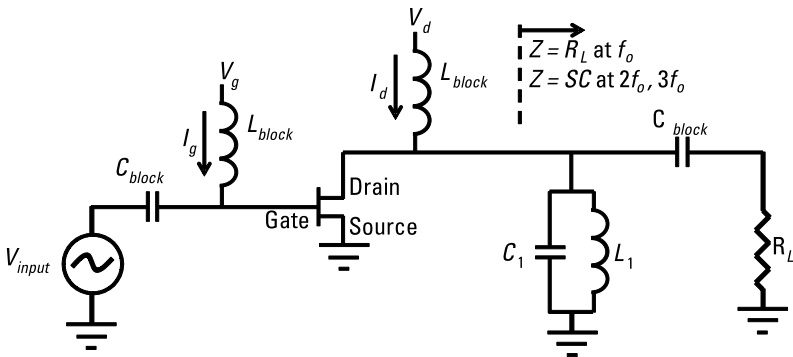 V_d
Z = R_L at f_o
Z = SC at 2f_o, 3f_o
V_g
I_d
L_block
C_block
I_g
L_block
C_block
Drain
Gate
Source
V_input
C_1
L_1
R_L